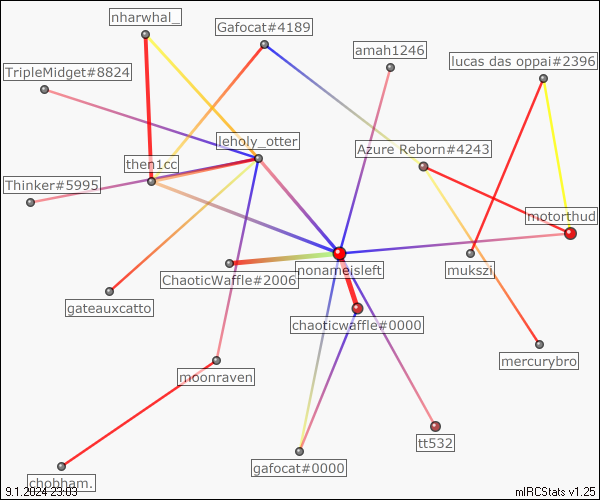 nharwhal_
Gafocat#4189
amah1246
lucas das oppai#2396
TripleMidget#8824
leholy_otter
Azure Reborn#4243
then1cc
Thinker#5995
motorthud
ChaoticWaffle#2006
nonameisleft
mukszi
gateauxcatto
chaoticwaffle#0000
mercurybro
moonraven
tt532
gafocat#0000
chobham.
9.1.2024 23:03
mIRCStats v1.25